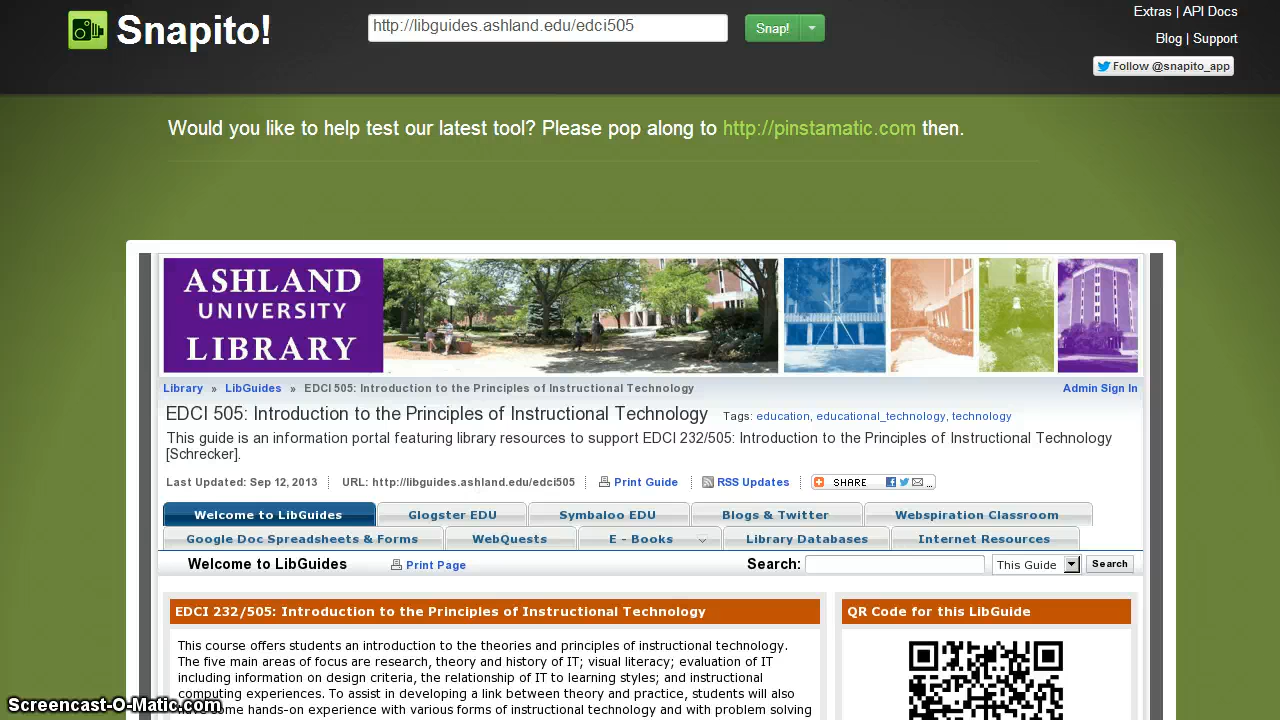 Snapito!
http://libguides.ashland.edu/edci505
Snap!
Extras | API Docs
Blog | Support
Follow @snapito_app
Would you like to help test our latest tool? Please pop along to http://pinstamatic.com then.
ASHLAND
UNIVERSITY
LIBRARY
Library » LibGuides » EDCI 505: Introduction to the Principles of Instructional Technology
Admin Sign In
EDCI 505: Introduction to the Principles of Instructional Technology Tags: education, educational_technology, technology
This guide is an information portal featuring library resources to support EDCI 232/505: Introduction to the Principles of Instructional Technology
[Schrecker].
Last Updated: Sep 12, 2013 URL: http://libguides.ashland.edu/edci505 Print Guide RSS Updates SHARE ...
Welcome to LibGuides Glogster EDU Symbaloo EDU Blogs & Twitter Webspiration Classroom
Google Doc Spreadsheets & Forms WebQuests E - Books Library Databases Internet Resources
Welcome to LibGuides Print Page Search: This Guide Search
EDCI 232/505: Introduction to the Principles of Instructional Technology
QR Code for this LibGuide
This course offers students an introduction to the theories and principles of instructional technology.
The five main areas of focus are research, theory and history of IT; visual literacy; evaluation of IT
including information on design criteria, the relationship of IT to learning styles; and instructional
computing experiences. To assist in developing a link between theory and practice, students will also
some hands-on experience with various forms of instructional technology and with problem solving
Screencast-O-Matic.com